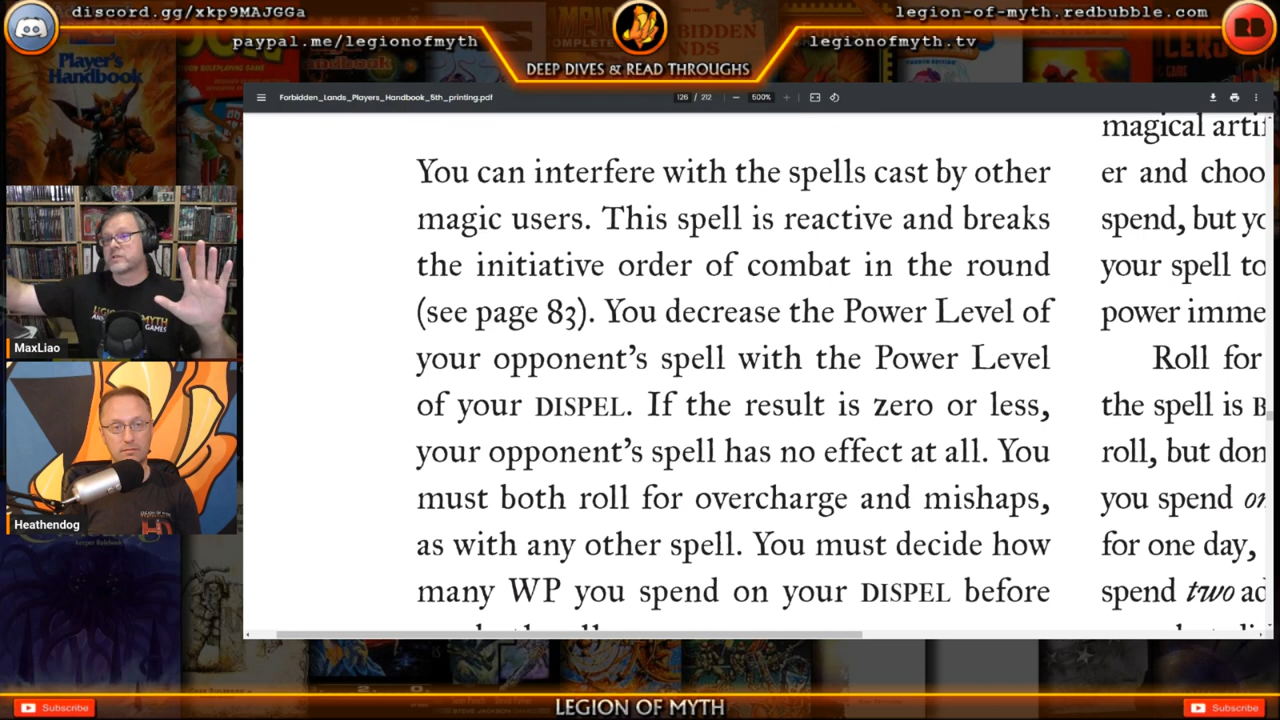 discord.gg/xkp9MAJGGa
paypal.me/legionofmyth
legion-of-myth.redbubble.com
legionofmyth.tv
DEEP DIVES & READ THROUGHS
Player's
Handbook
Forbidden_Lands_Players_Handbook_5th_printing.pdf
126 / 212
500%
You can interfere with the spells cast by other
magic users. This spell is reactive and breaks
the initiative order of combat in the round
(see page 83). You decrease the Power Level of
your opponent's spell with the Power Level
of your DISPEL. If the result is zero or less,
your opponent's spell has no effect at all. You
must both roll for overcharge and mishaps,
as with any other spell. You must decide how
many WP you spend on your DISPEL before
magical
er and
spend, but
your spell to
power
Roll for
the spell is
roll, but
you spend
for one day,
spend two
MaxLiao
Heathendog
Subscribe
LEGION OF MYTH
Subscribe